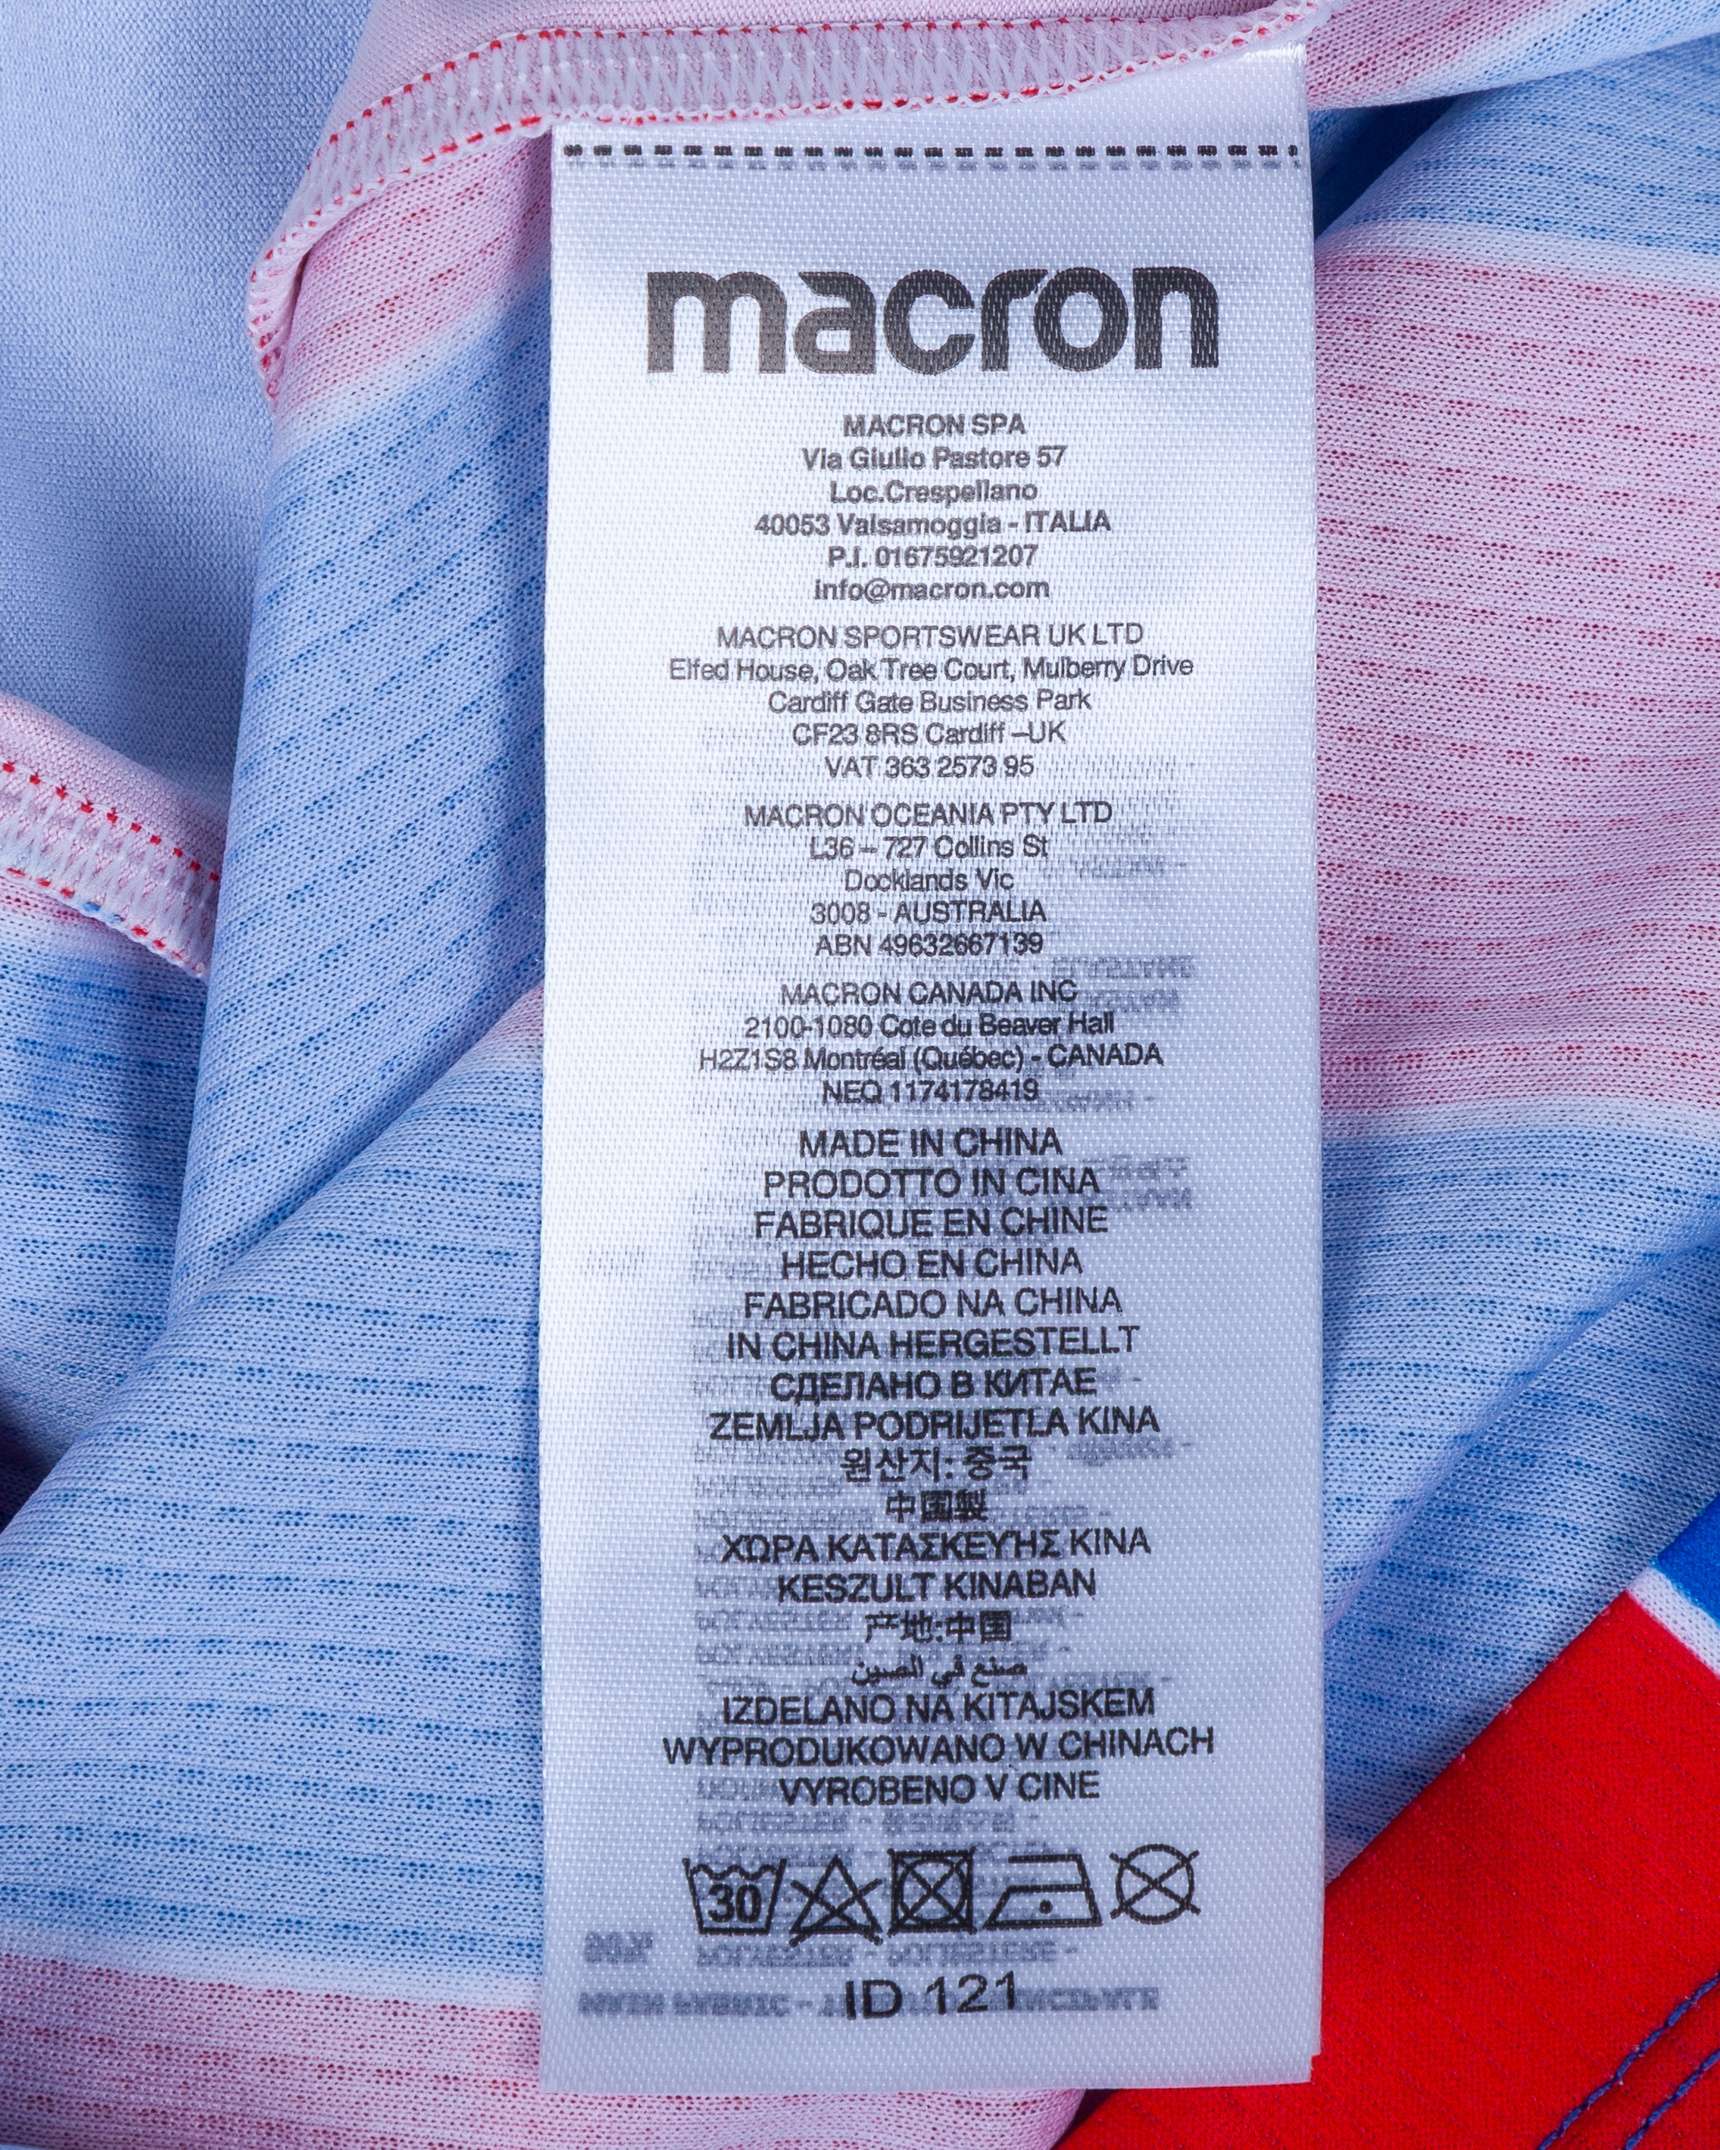 macron
MACRON SPA
Via Giulio Pastore 57
Loc.Crespellano
40053 Valsamoggia - ITALIA
P.I. 01675921207
info@macron.com
MACRON SPORTSWEAR UK LTD
Elfed House, Oak Tree Court, Mulberry Drive
Cardiff Gate Business Park
CF23 8RS Cardiff –UK
VAT 363 2573 95
MACRON OCEANIA PTY LTD
L36 – 727 Collins St
Docklands Vic
3008 - AUSTRALIA
ABN 49632667139
MACRON CANADA INC
2100-1080 Cote du Beaver Hall
H2Z1S8 Montréal (Québec) - CANADA
NEQ 1174178419
MADE IN CHINA
PRODOTTO IN CINA
FABRIQUE EN CHINE
HECHO EN CHINA
FABRICADO NA CHINA
IN CHINA HERGESTELLT
СДЕЛАНО В КИТАЕ
ZEMLJA PODRIJETLA KINA
원산지: 중국
中国製
ΧΩΡΑ ΚΑΤΑΣΚΕΥΉΣ ΚΙΝΑ
KESZULT KINABAN
产地:中国
صنع في الصين
IZDELANO NA KITAJSKEM
WYPRODUKOWANO W CHINACH
VYROBENO V CINE
30
ID 121